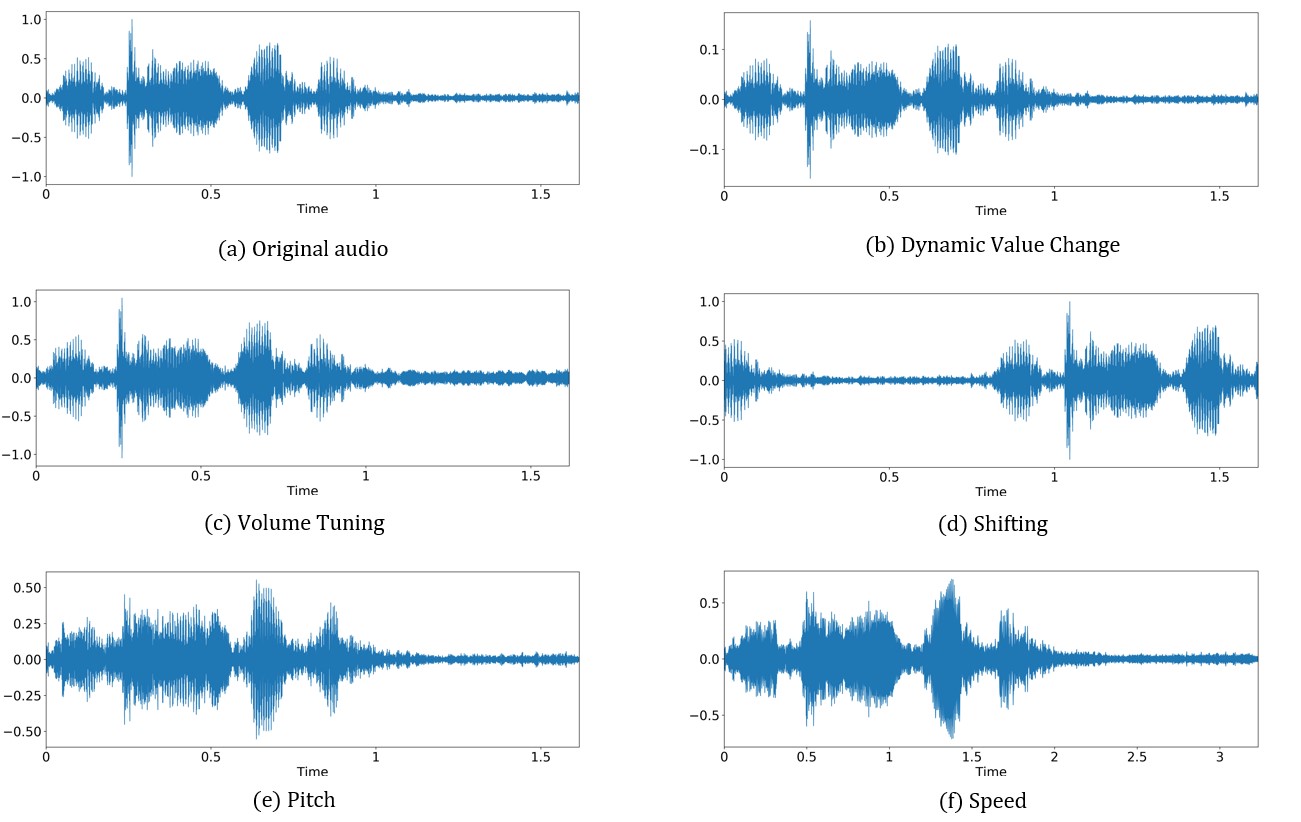 1.0
0.5
0.0
−0.5
−1.0
0 0.5 1 1.5
Time
(a) Original audio
0.1
0.0
−0.1
0 0.5 1 1.5
Time
(b) Dynamic Value Change
1.0
0.5
0.0
−0.5
−1.0
0 0.5 1 1.5
Time
(c) Volume Tuning
1.0
0.5
0.0
−0.5
−1.0
0 0.5 1 1.5
Time
(d) Shifting
0.50
0.25
0.00
−0.25
−0.50
0 0.5 1 1.5
Time
(e) Pitch
0.5
0.0
−0.5
0 0.5 1 1.5 2 2.5 3
Time
(f) Speed